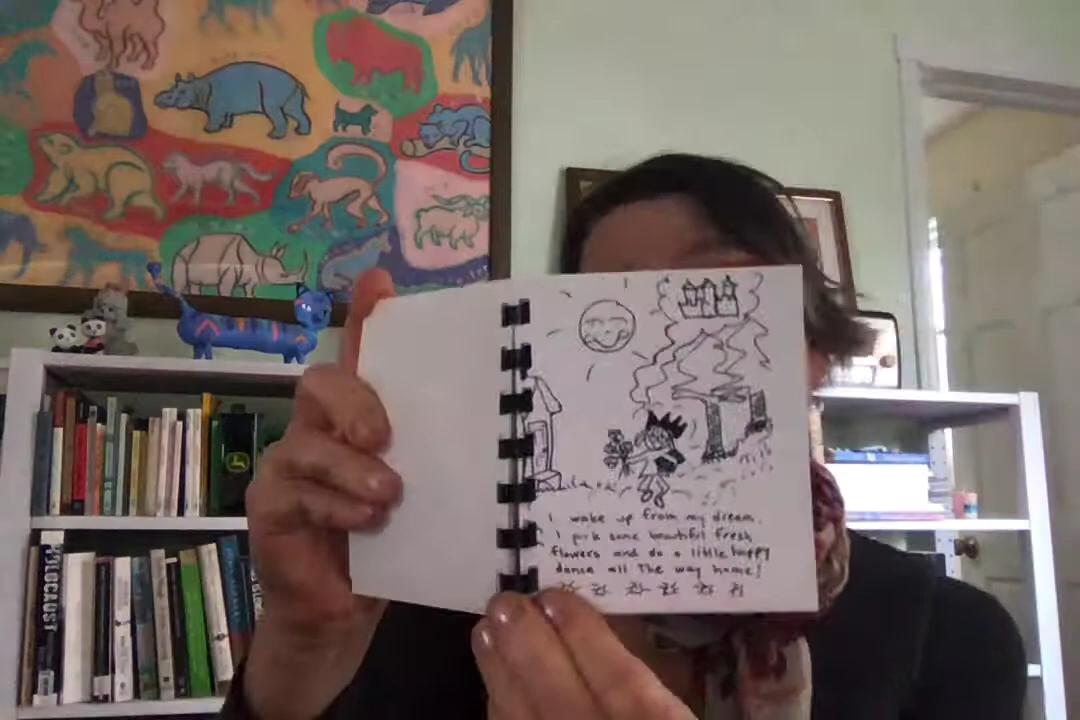 HOLOCAUST
I wake up from my dream.
I pick some beautiful fresh
flowers and do a little happy
dance all The way home!